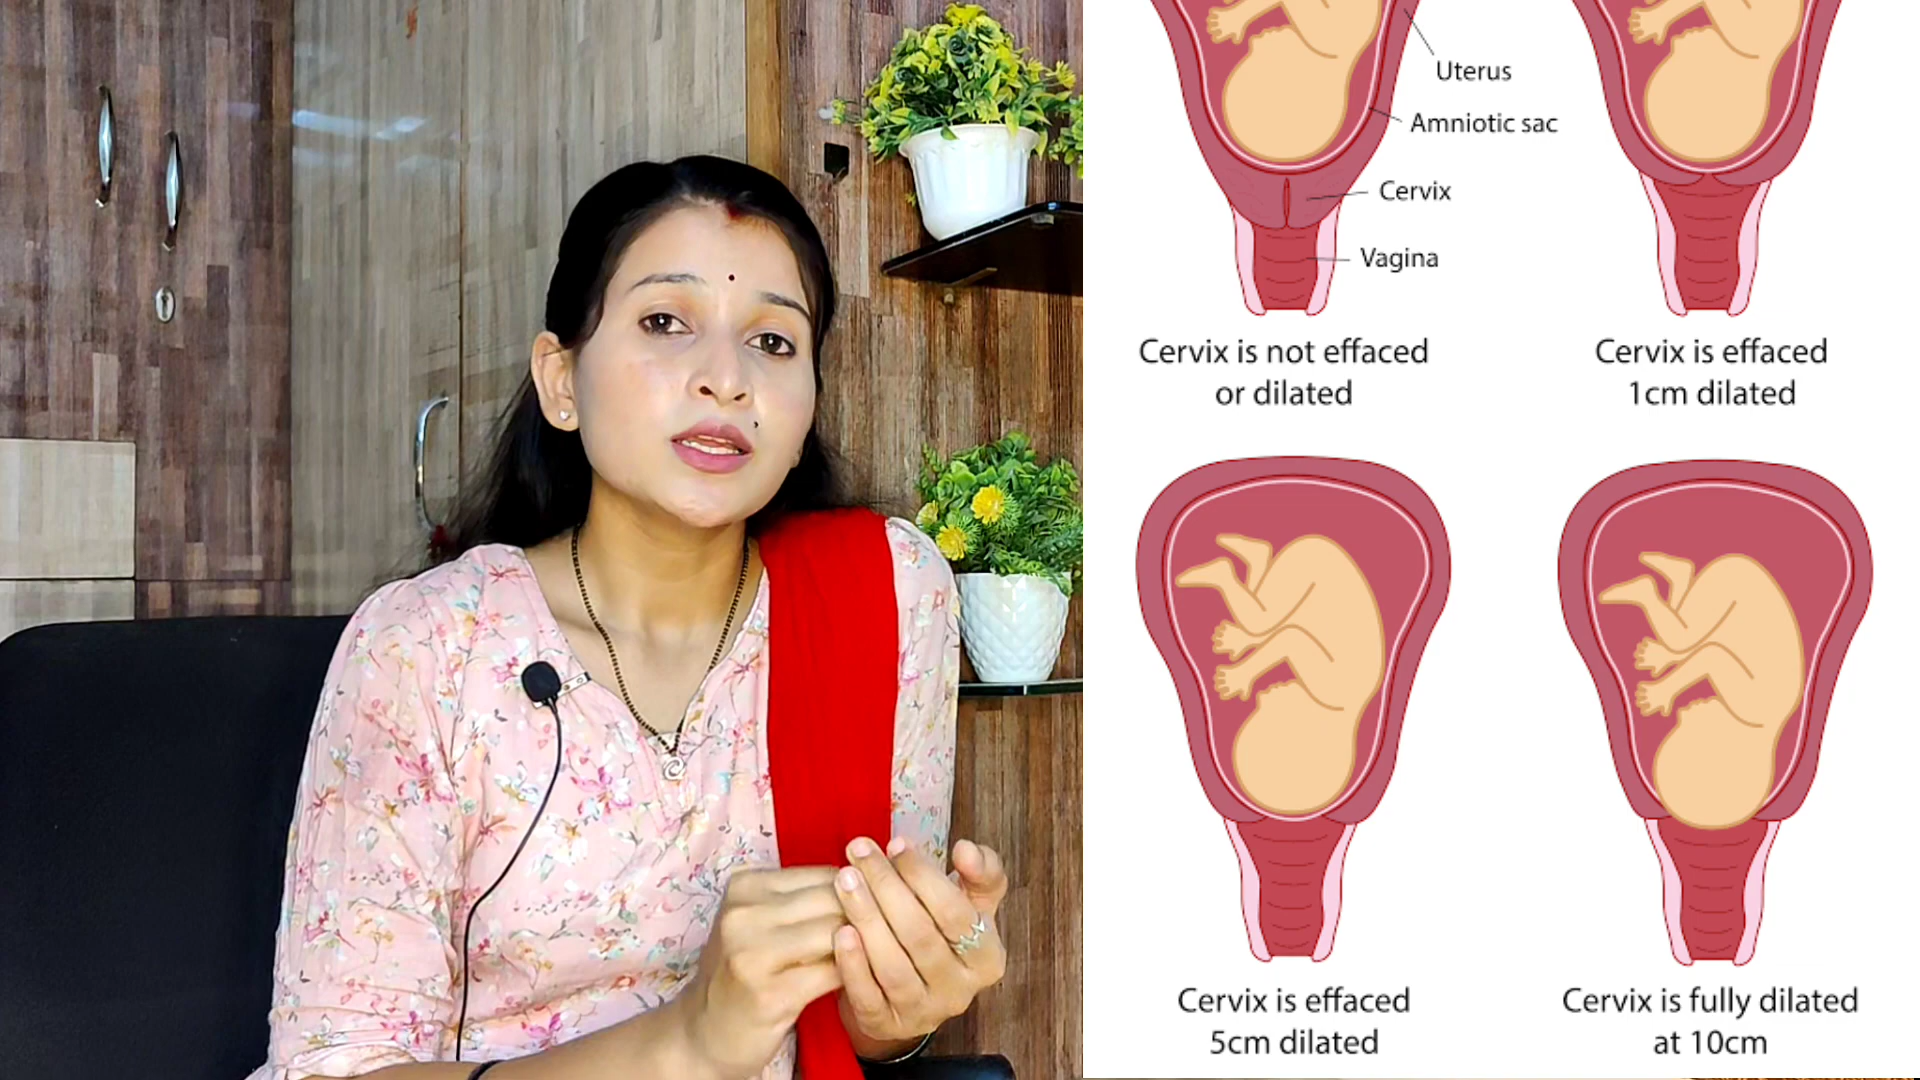 Uterus
Amniotic sac
Cervix
Vagina
Cervix is not effaced
or dilated
Cervix is effaced
1cm dilated
Cervix is effaced
5cm dilated
Cervix is fully dilated
at 10cm